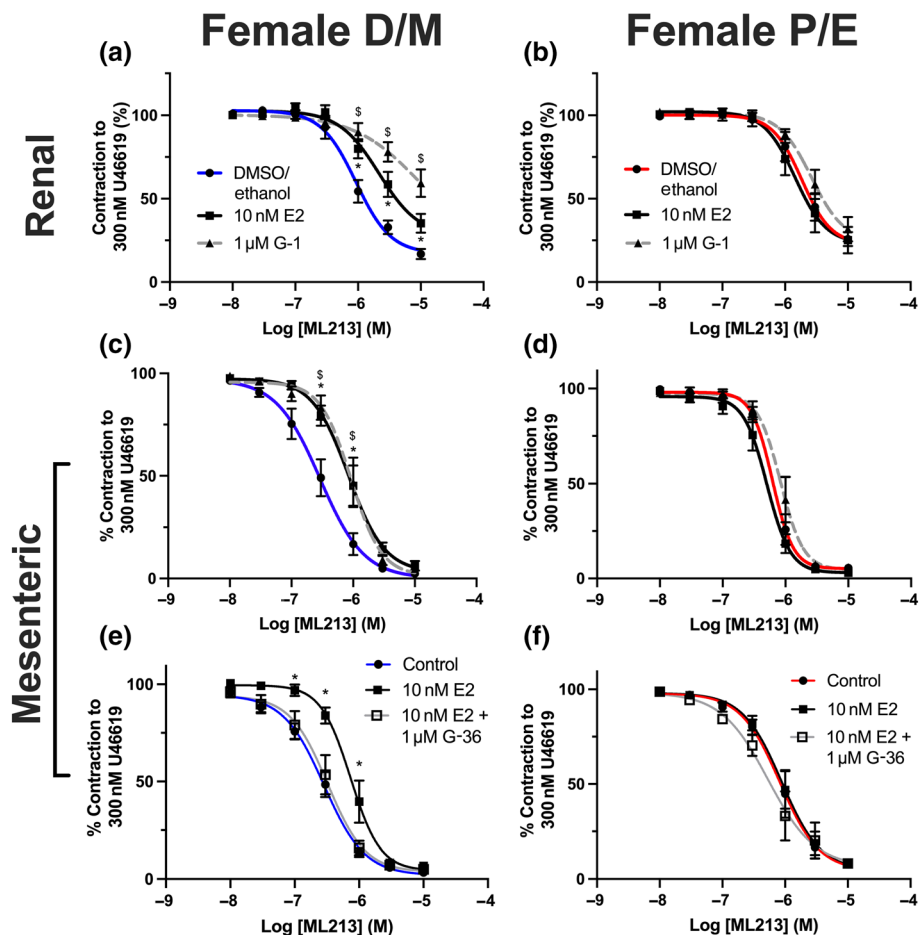 Female D/M
Female P/E
Renal
Mesenteric
(a)
Contraction to
300 nM U46619 (%)
100
50
0
DMSO/
ethanol
10 nM E2
1 µM G-1
$
$
$
*
*
*
–9
–8
–7
–6
–5
–4
Log [ML213] (M)
(b)
Contraction to
300 nM U46619 (%)
100
50
0
DMSO/
ethanol
10 nM E2
1 µM G-1
–9
–8
–7
–6
–5
–4
Log [ML213] (M)
(c)
% Contraction to
300 nM U46619
100
50
0
$
*
$
*
–9
–8
–7
–6
–5
–4
Log [ML213] (M)
(d)
% Contraction to
300 nM U46619
100
50
0
–9
–8
–7
–6
–5
–4
Log [ML213] (M)
(e)
% Contraction to
300 nM U46619
100
50
0
Control
10 nM E2
10 nM E2 +
1 µM G-36
*
*
*
–9
–8
–7
–6
–5
–4
Log [ML213] (M)
(f)
% Contraction to
300 nM U46619
100
50
0
Control
10 nM E2
10 nM E2 +
1 µM G-36
–9
–8
–7
–6
–5
–4
Log [ML213] (M)